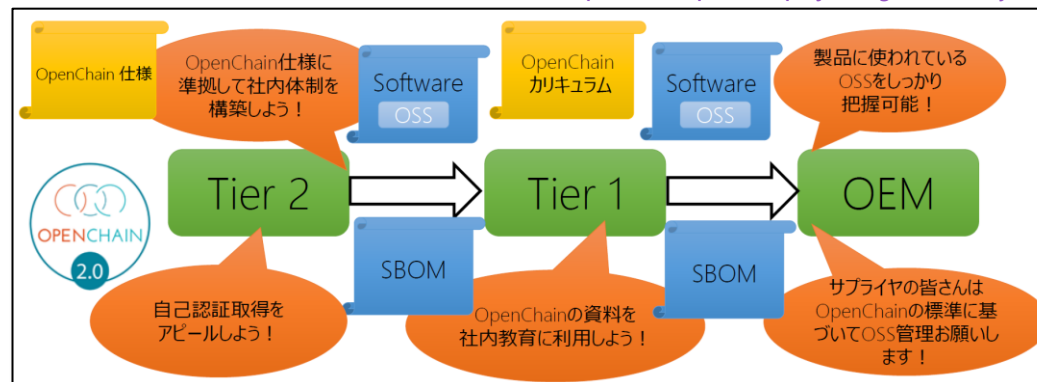 OpenChain 仕様
OpenChain仕様に
準拠して社内体制を
構築しよう！
Software
OSS
OpenChain
カリキュラム
Software
OSS
製品に使われている
OSSをしっかり
把握可能！
Tier 2
Tier 1
OEM
OPENCHAIN
2.0
自己認証取得を
アピールしよう！
SBOM
OpenChainの資料を
社内教育に利用しよう！
SBOM
サプライヤの皆さんは
OpenChainの標準に基
づいてOSS管理お願いし
ます！